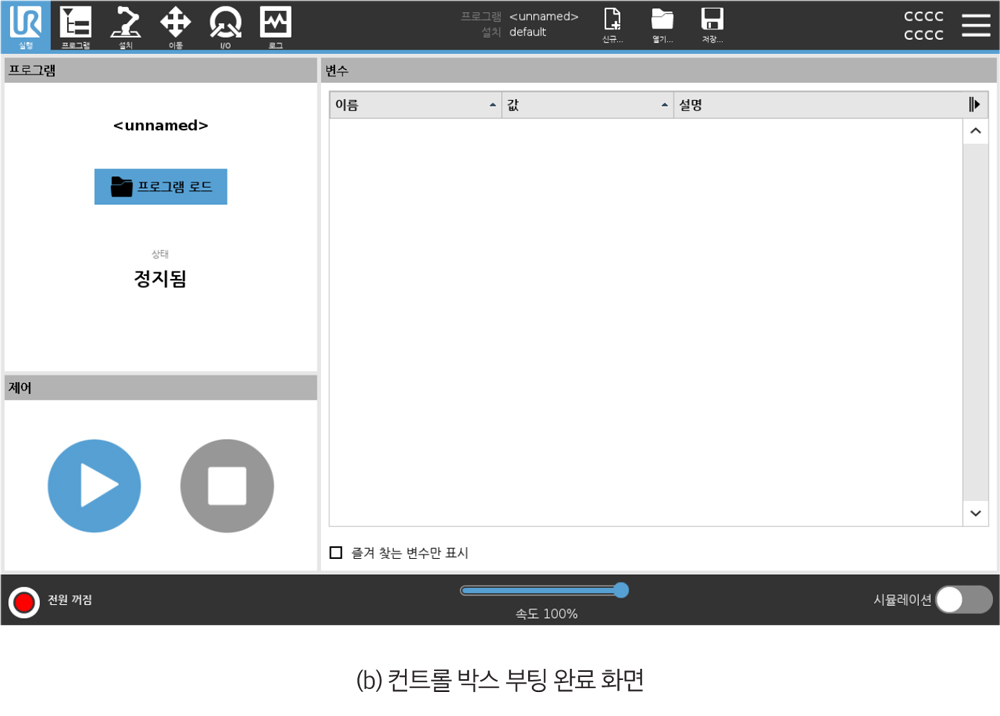 UR
실행
프로그램
설치
이동
I/O
로그
프로그램 <unnamed>
설치 default
신규...
열기...
저장...
CCCC
CCCC
프로그램
<unnamed>
프로그램 로드
상태
정지됨
제어
변수
이름
값
설명
즐겨 찾는 변수만 표시
전원 꺼짐
속도 100%
시뮬레이션
(b) 컨트롤 박스 부팅 완료 화면